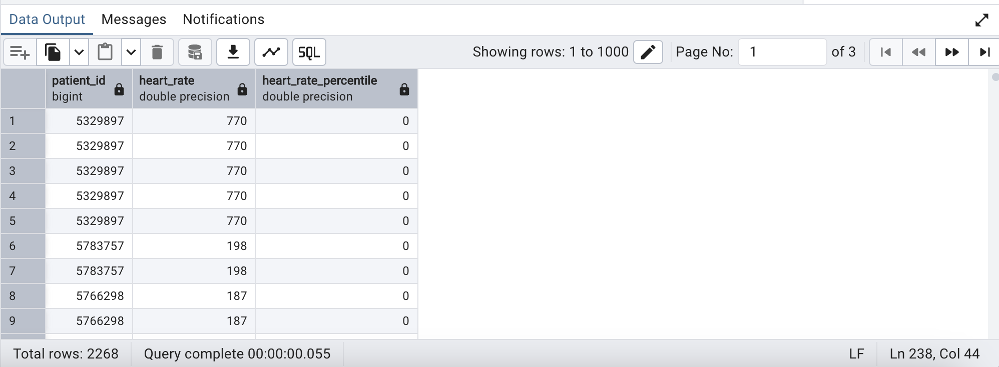 Data Output Messages Notifications
SQL Showing rows: 1 to 1000 Page No: 1 of 3
patient_id heart_rate heart_rate_percentile
bigint double precision double precision
1 5329897 770 0
2 5329897 770 0
3 5329897 770 0
4 5329897 770 0
5 5329897 770 0
6 5783757 198 0
7 5783757 198 0
8 5766298 187 0
9 5766298 187 0
Total rows: 2268 Query complete 00:00:00.055 LF Ln 238, Col 44